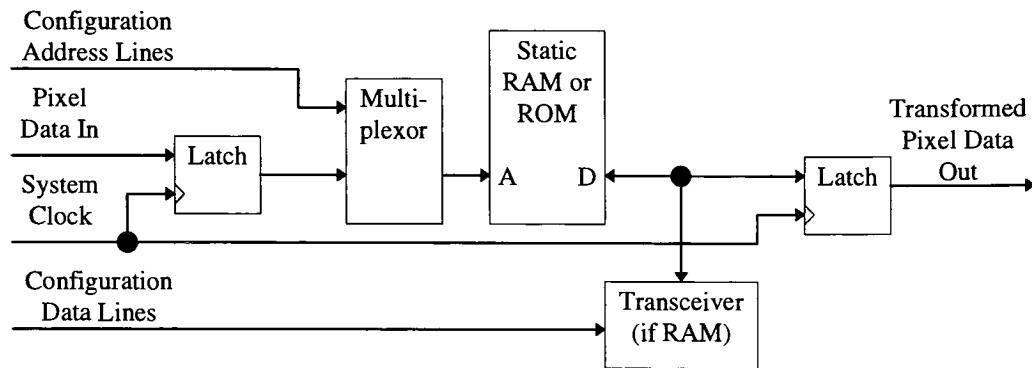 Configuration
Address Lines
Pixel
Data In
System
Clock
Configuration
Data Lines
Latch
Multi-
plexor
Static
RAM or
ROM
A D
Transceiver
(if RAM)
Latch
Transformed
Pixel Data
Out